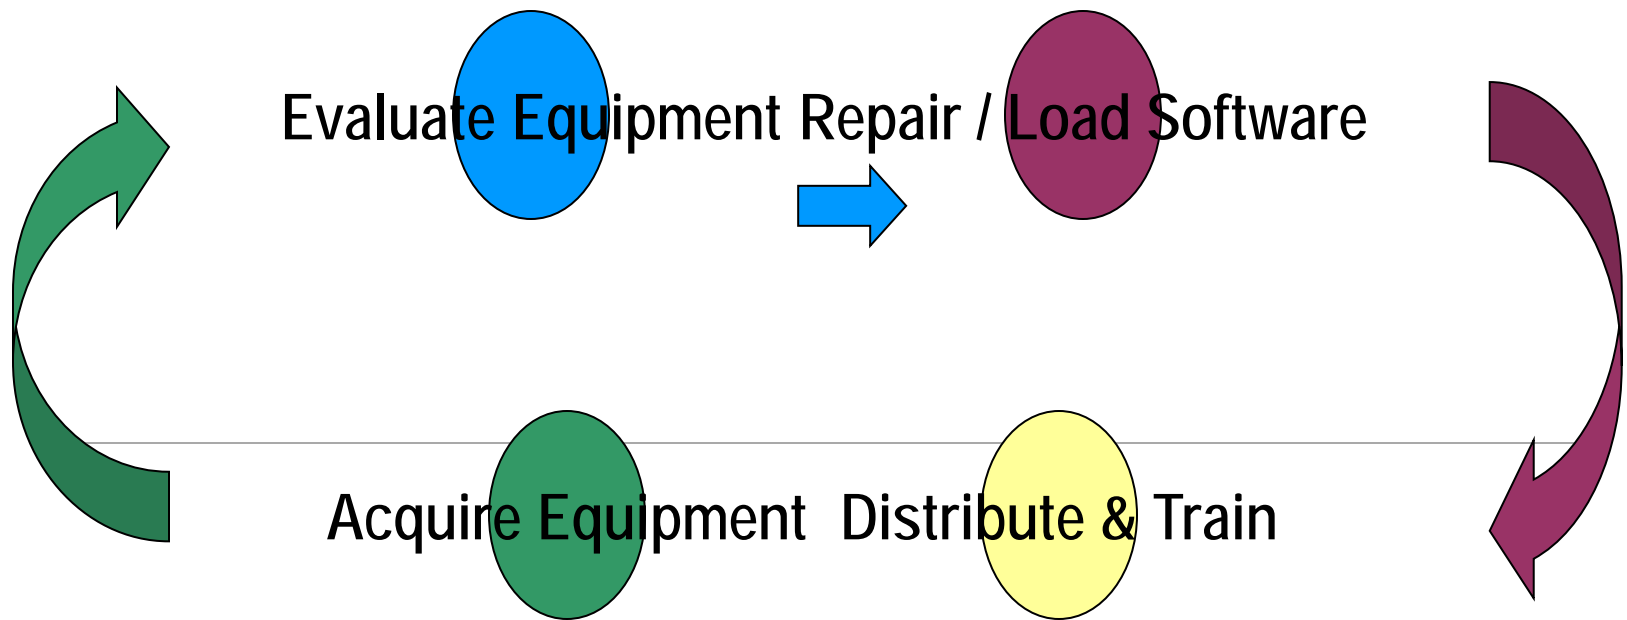 Evaluate Equipment Repair / Load Software
Acquire Equipment Distribute & Train